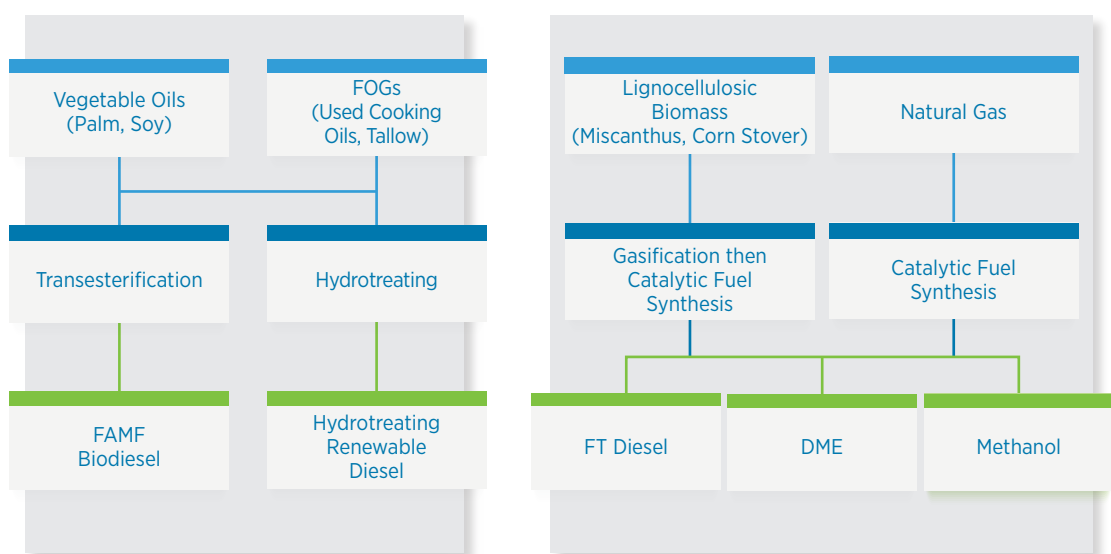 Vegetable Oils
(Palm, Soy)
FOGs
(Used Cooking
Oils, Tallow)
Transesterification
Hydrotreating
FAMF
Biodiesel
Hydrotreating
Renewable
Diesel
Lignocellulosic
Biomass
(Miscanthus, Corn Stover)
Natural Gas
Gasification then
Catalytic Fuel
Synthesis
Catalytic Fuel
Synthesis
FT Diesel
DME
Methanol